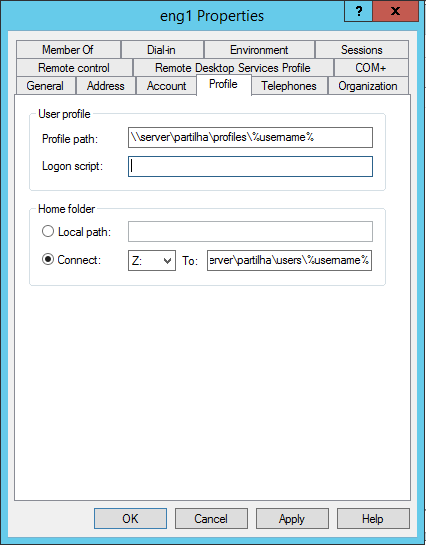 eng1 Properties
? x
Member Of Dial-in Environment Sessions
Remote control Remote Desktop Services Profile COM+
General Address Account Profile Telephones Organization
User profile
Profile path: \\server\partilha\profiles\%username%
Logon script:
Home folder
Local path:
Connect: Z: To: erver\partilha\users\%username%
OK Cancel Apply Help